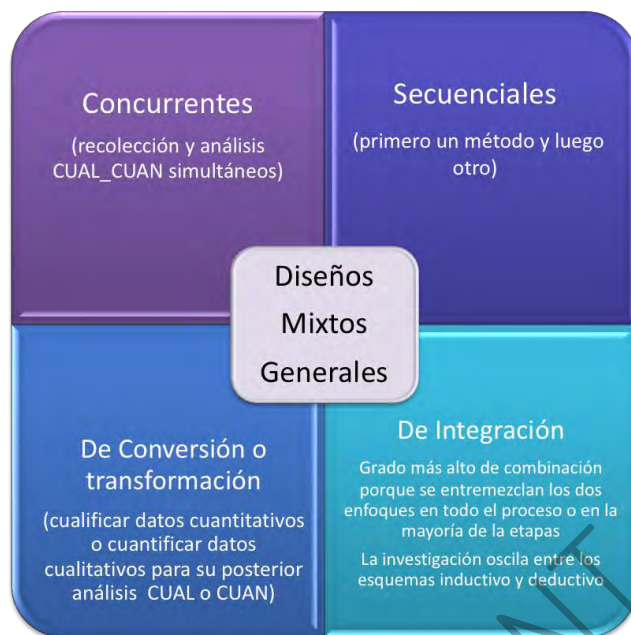 Concurrentes
(recolección y análisis
CUAL_CUAN simultáneos)
Secuenciales
(primero un método y luego
otro)
Diseños
Mixtos
Generales
De Conversión o
transformación
(cualificar datos cuantitativos
o cuantificar datos
cualitativos para su posterior
análisis CUAL o CUAN)
De Integración
Grado más alto de combinación
porque se entremezclan los dos
enfoques en todo el proceso o en la
mayoría de la etapas
La investigación oscila entre los
esquemas inductivo y deductivo